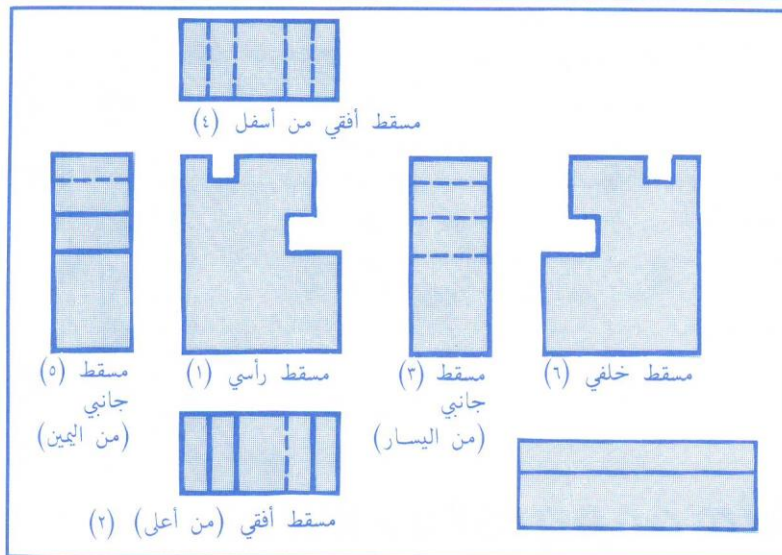 مسقط أفقي من أسفل (٤)
مسقط (٥)
جانبي
(من اليمين)
مسقط رأسي (١)
مسقط (٣)
جانبي
(من اليسار)
مسقط خلفي (٦)
مسقط أفقي (من أعلى) (٢)